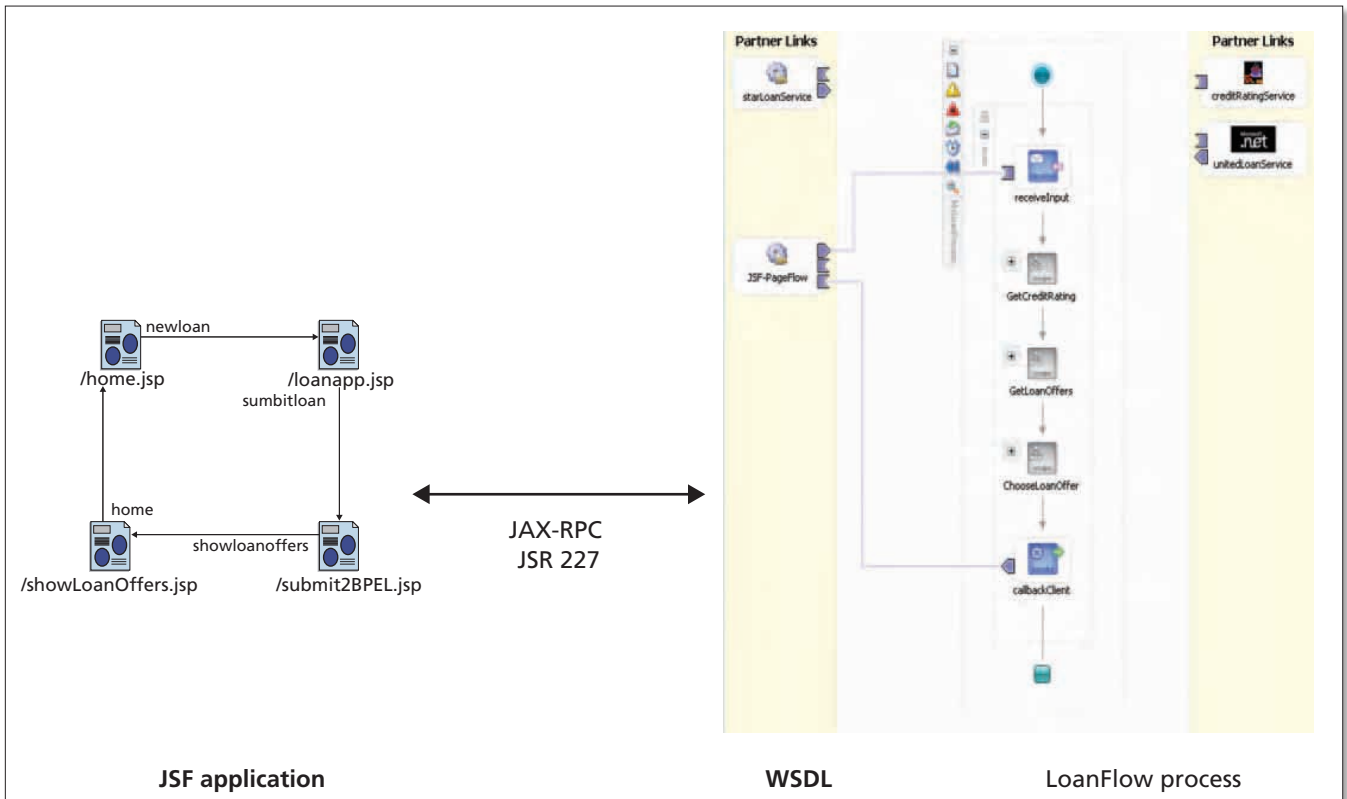 newloan
/home.jsp
/loanapp.jsp
sumbitloan
home
showloanoffers
/showLoanOffers.jsp
/submit2BPEL.jsp
JSF application
JAX-RPC
JSR 227
Partner Links
starLoanService
JSF-PageFlow
receiveInput
GetCreditRating
GetLoanOffers
ChooseLoanOffer
callbackClient
Partner Links
creditRatingService
.net
unitedLoanService
WSDL
LoanFlow process